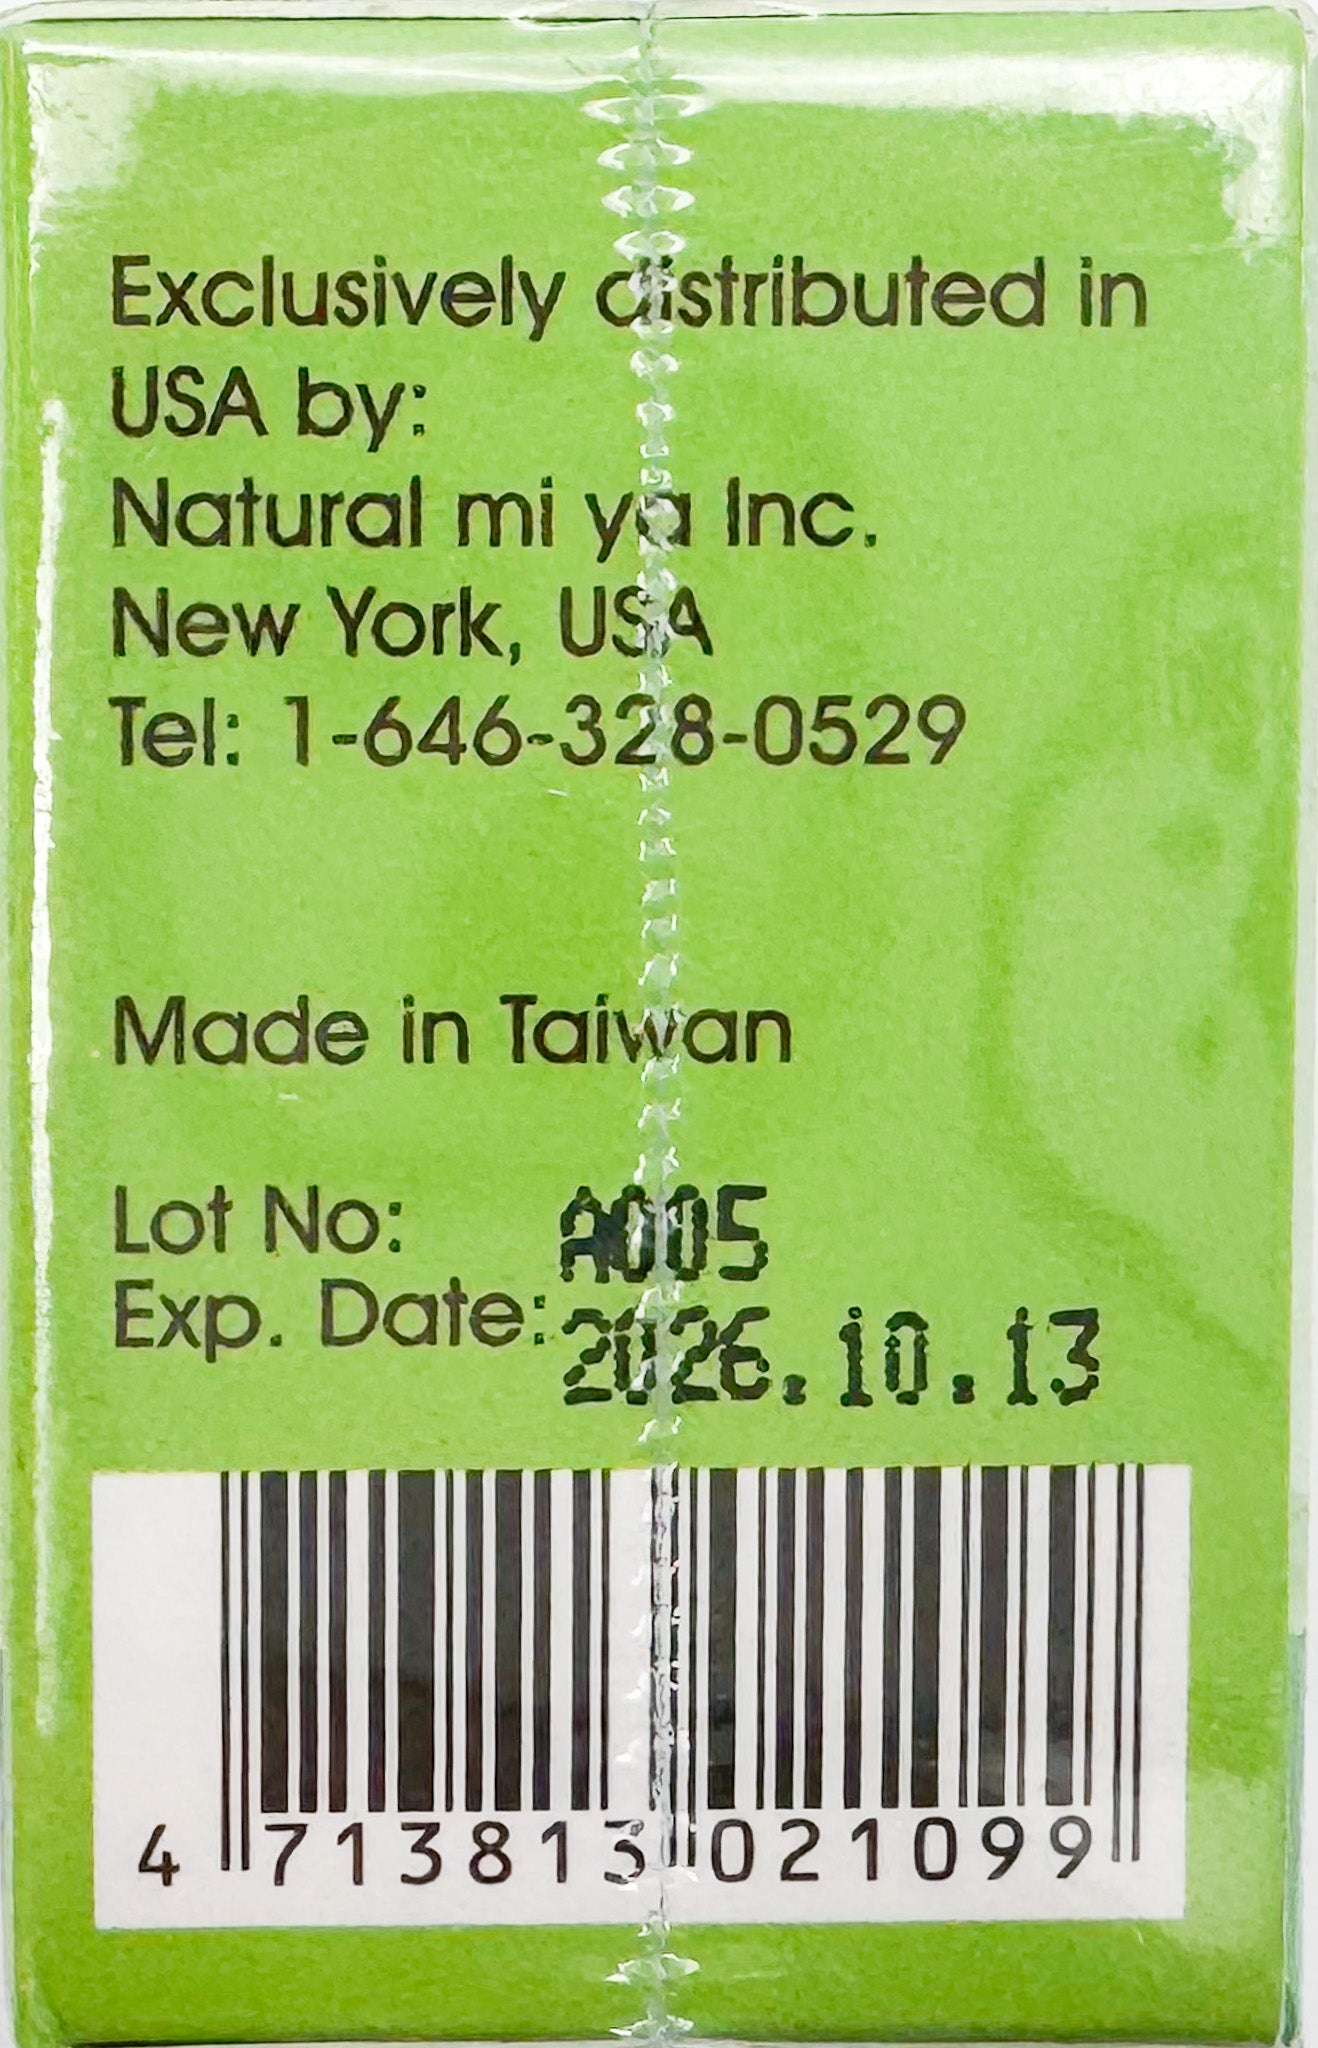 Exclusively distributed in
USA by:
Natural mi ya Inc.
New York, USA
Tel: 1-646-328-0529
Made in Taiwan
Lot No: A005
Exp. Date: 2026.10.13
4 713813 021099